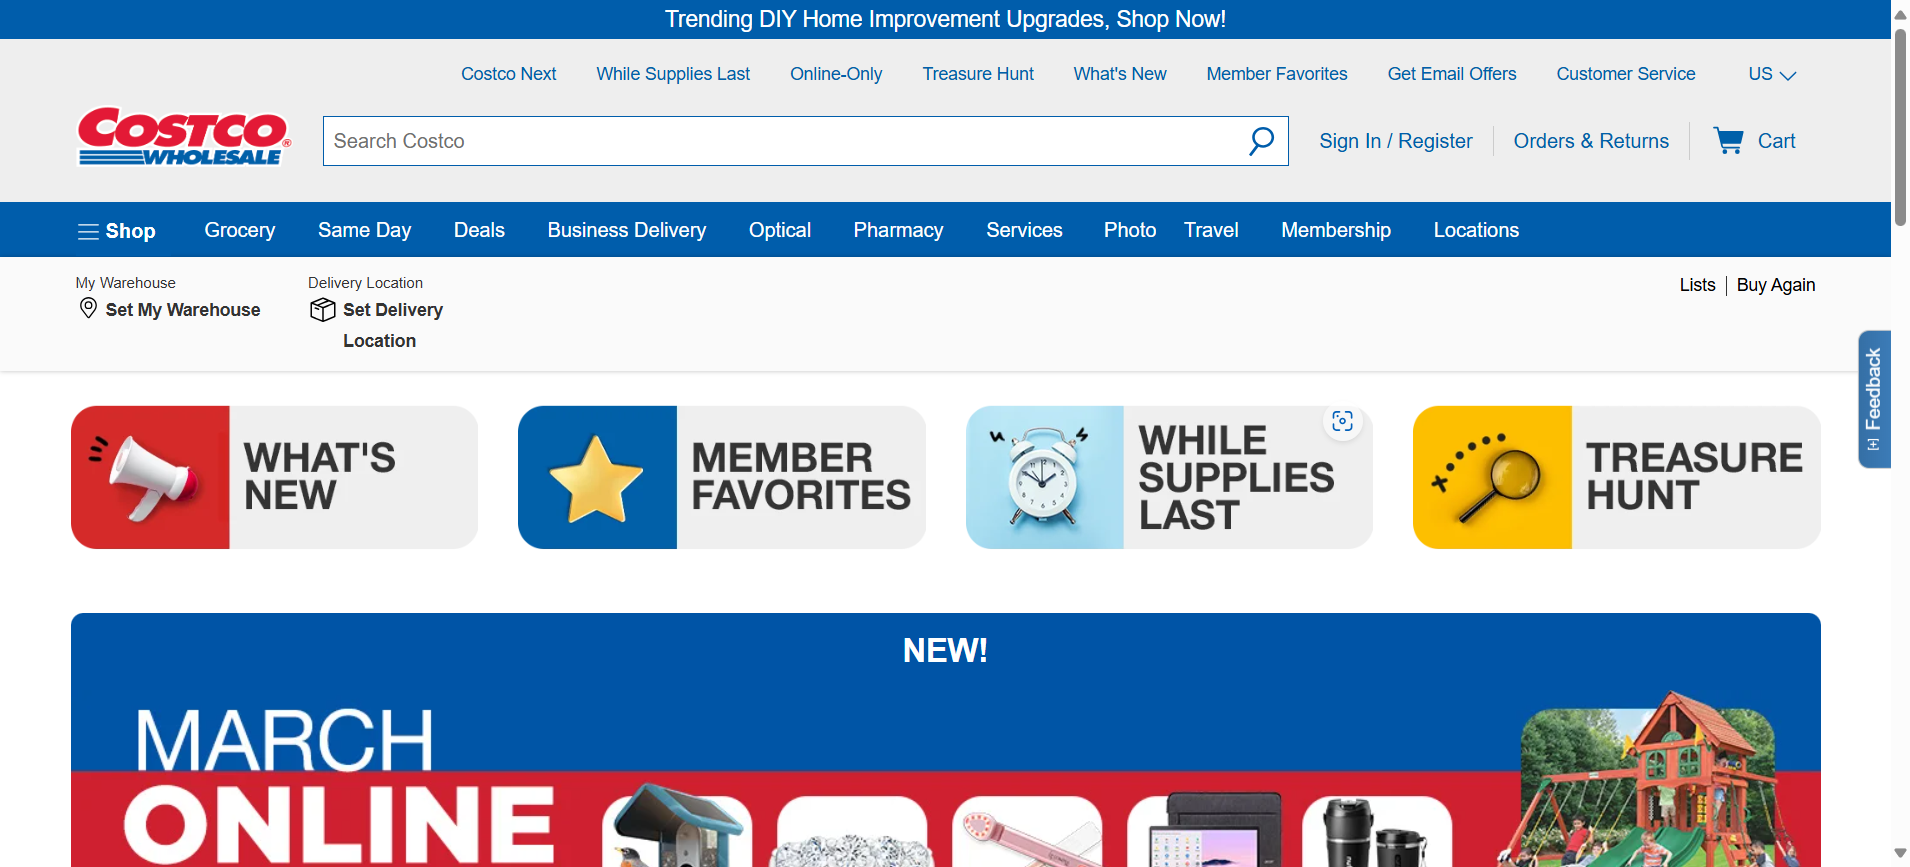 Trending DIY Home Improvement Upgrades, Shop Now!
Costco Next While Supplies Last Online-Only Treasure Hunt What's New Member Favorites Get Email Offers Customer Service US
COSTCO
WHOLESALE
Search Costco
Sign In / Register Orders & Returns Cart
Shop Grocery Same Day Deals Business Delivery Optical Pharmacy Services Photo Travel Membership Locations
My Warehouse
Set My Warehouse
Delivery Location
Set Delivery
Location
Lists Buy Again
[+] Feedback
WHAT'S
NEW
MEMBER
FAVORITES
WHILE
SUPPLIES
LAST
TREASURE
HUNT
NEW!
MARCH
ONLINE